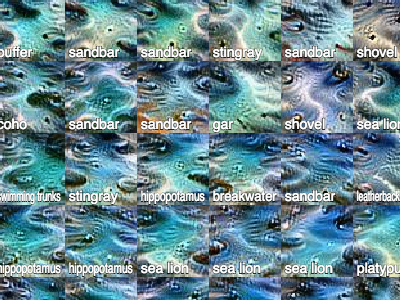 puffer sandbar sandbar stingray sandbar shovel
coho sandbar sandbar gar shovel sea lion
swimming trunks stingray hippopotamus breakwater sandbar leatherback
hippopotamus hippopotamus sea lion sea lion sea lion platypu